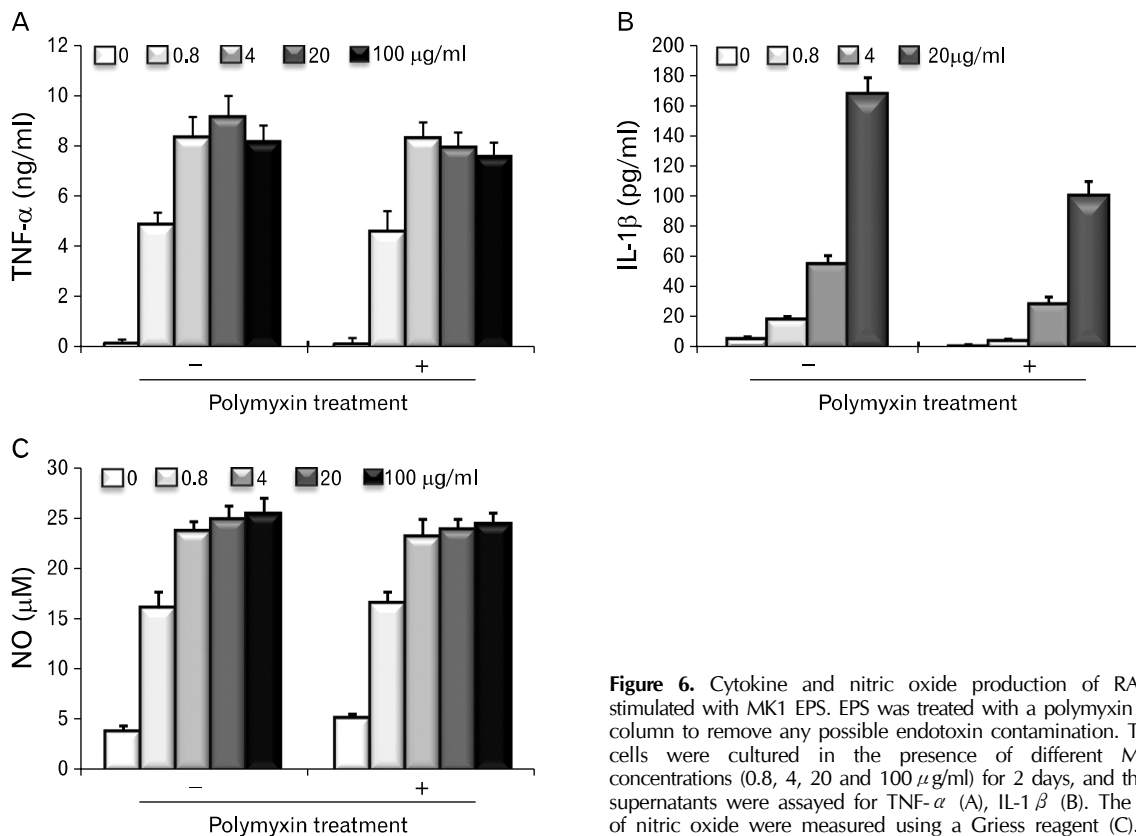 A
12
10
8
6
4
2
0
TNF-α (ng/ml)
0 0.8 4 20 100 μg/ml
− +
Polymyxin treatment
B
200
180
160
140
120
100
80
60
40
20
0
IL-1β (pg/ml)
0 0.8 4 20μg/ml
− +
Polymyxin treatment
C
30
25
20
15
10
5
0
NO (μM)
0 0.8 4 20 100 μg/ml
− +
Polymyxin treatment
Figure 6. Cytokine and nitric oxide production of RA
stimulated with MK1 EPS. EPS was treated with a polymyxin
column to remove any possible endotoxin contamination. T
cells were cultured in the presence of different M
concentrations (0.8, 4, 20 and 100 μg/ml) for 2 days, and th
supernatants were assayed for TNF-α (A), IL-1β (B). The
of nitric oxide were measured using a Griess reagent (C).